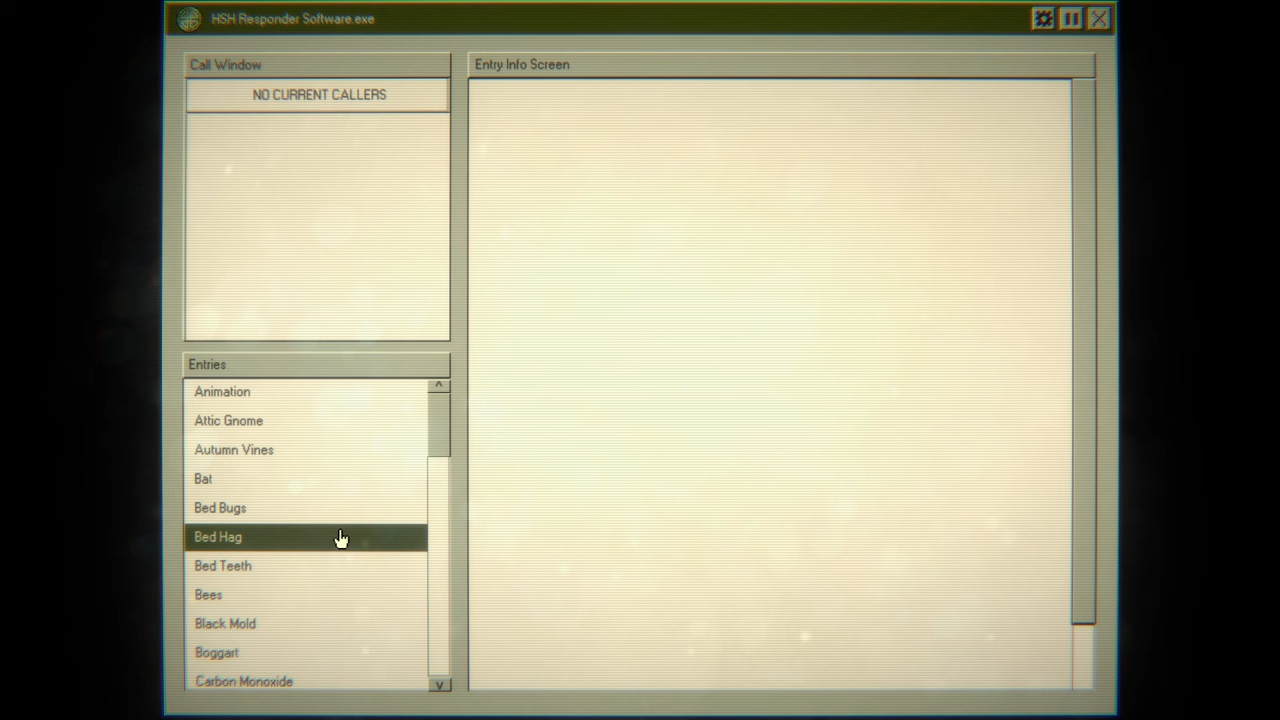 HSH Responder Software.exe
Call Window
NO CURRENT CALLERS
Entry Info Screen
Entries
Animation
Attic Gnome
Autumn Vines
Bat
Bed Bugs
Bed Hag
Bed Teeth
Bees
Black Mold
Boggart
Carbon Monoxide